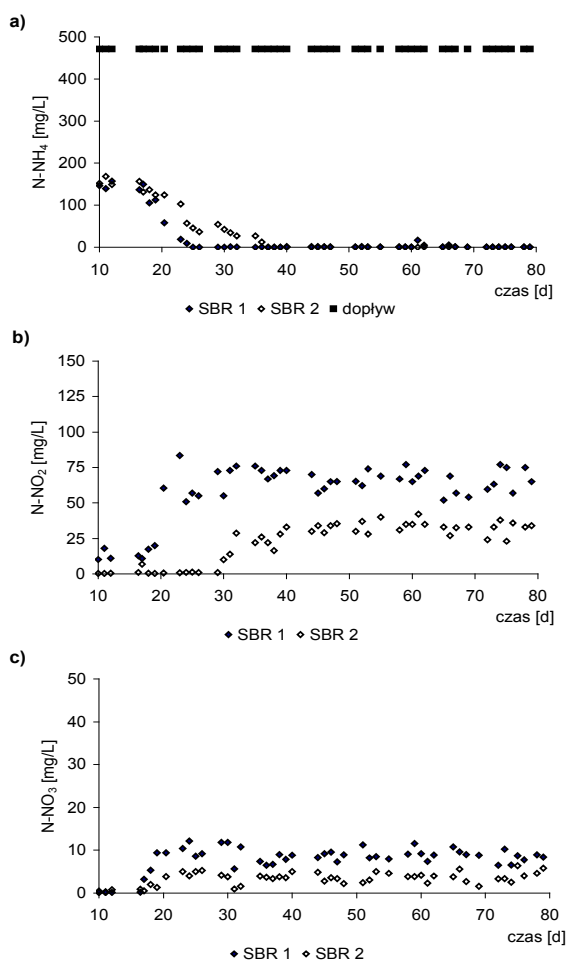 a)
500
400
300
200
100
0
N-NH₄ [mg/L]
10 20 30 40 50 60 70 80
czas [d]
SBR 1 SBR 2 dopływ
b)
150
125
100
75
50
25
0
N-NO₂ [mg/L]
10 20 30 40 50 60 70 80
czas [d]
SBR 1 SBR 2
c)
50
40
30
20
10
0
N-NO₃ [mg/L]
10 20 30 40 50 60 70 80
czas [d]
SBR 1 SBR 2